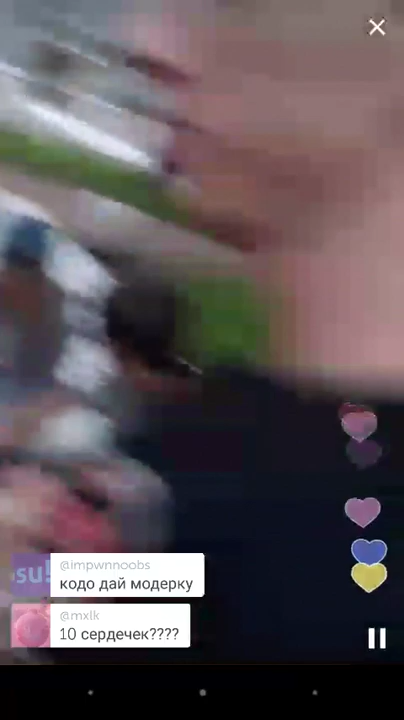 @impwnnoobs
кодо дай модерку
@mxlk
10 сердечек????